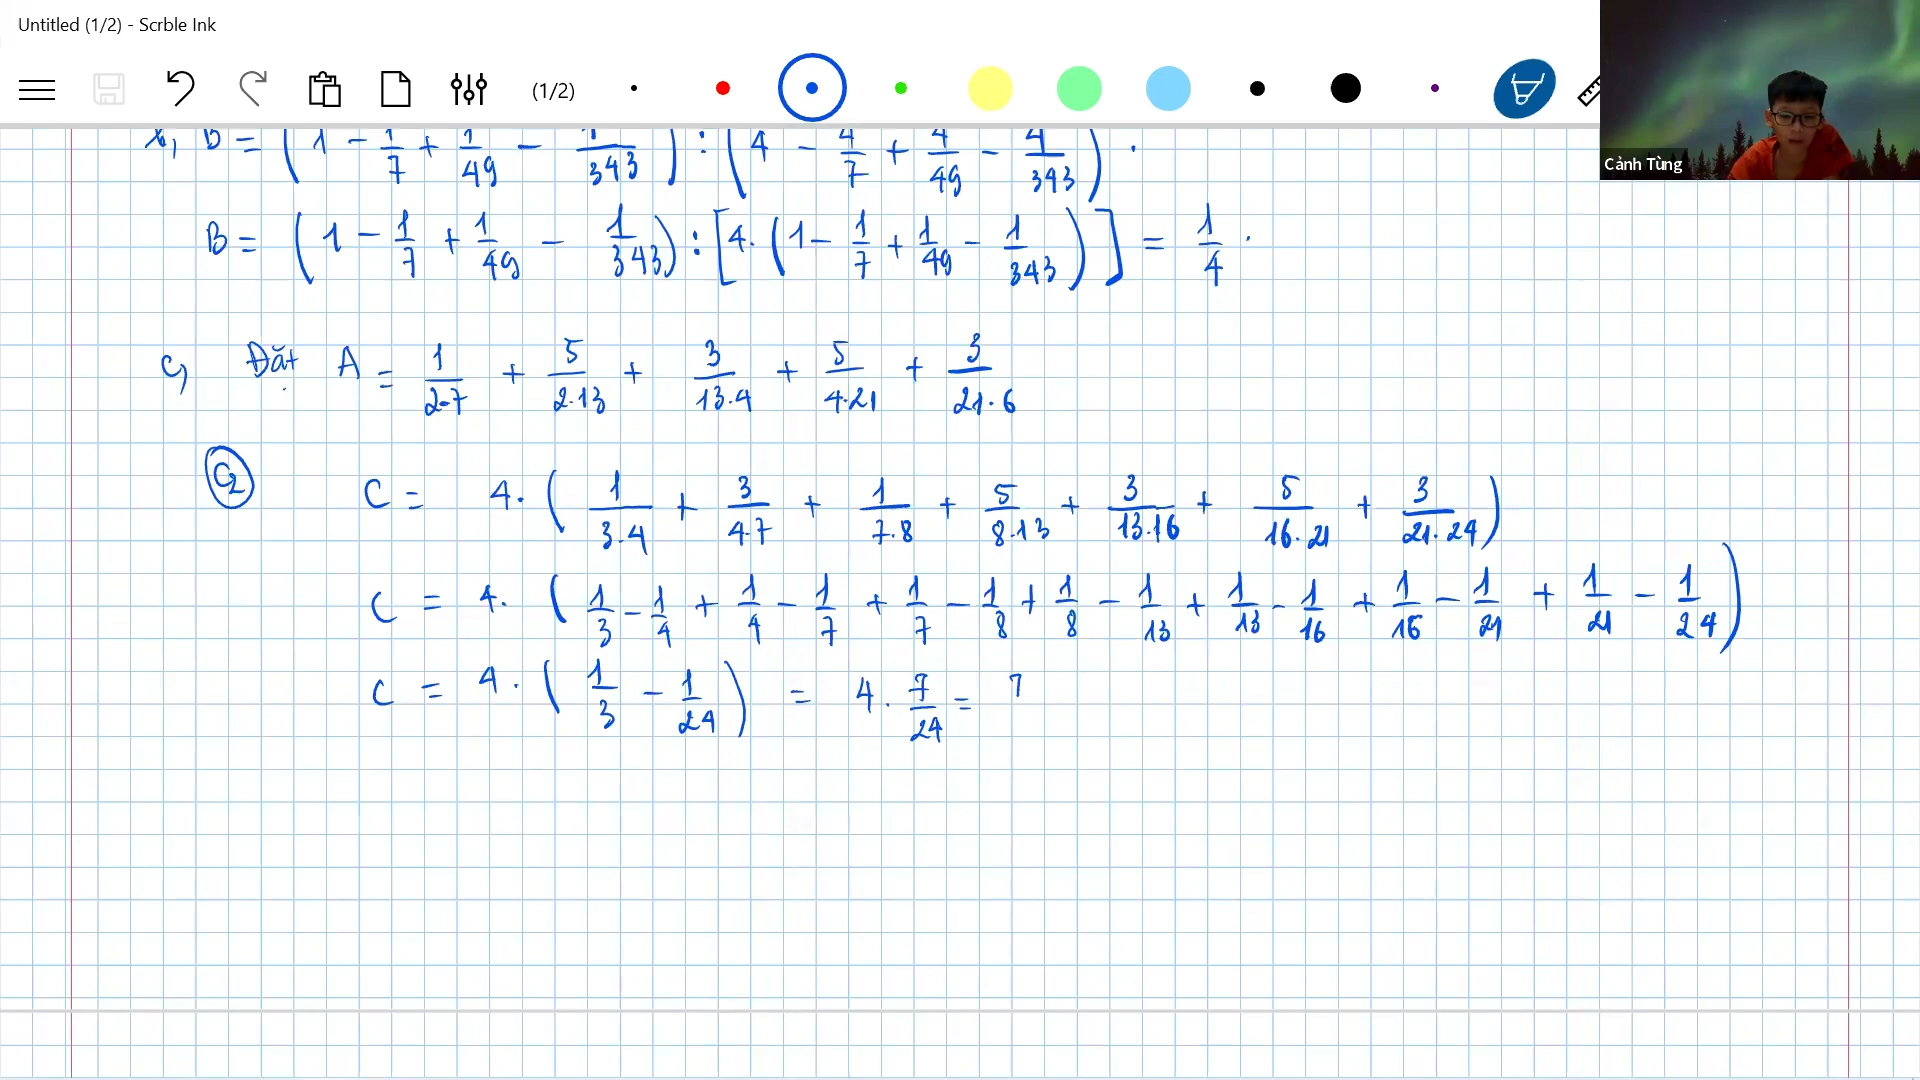 Untitled (1/2) - Scrble Ink
(1/2)
Cảnh Tùng
B = (1 - 1/7 + 1/49 - 1/343) : (4 - 4/7 + 4/49 - 4/343) .
B = (1 - 1/7 + 1/49 - 1/343) : [4. (1 - 1/7 + 1/49 - 1/343)] = 1/4 .
c, Đặt A = 1/2.7 + 5/2.13 + 3/13.4 + 5/4.21 + 3/21.6
C2 C = 4. (1/3.4 + 3/4.7 + 1/7.8 + 5/8.13 + 3/13.16 + 5/16.21 + 3/21.24)
C = 4. (1/3 - 1/4 + 1/4 - 1/7 + 1/7 - 1/8 + 1/8 - 1/13 + 1/13 - 1/16 + 1/16 - 1/21 + 1/21 - 1/24)
C = 4 . (1/3 - 1/24) = 4 . 7/24 = 7